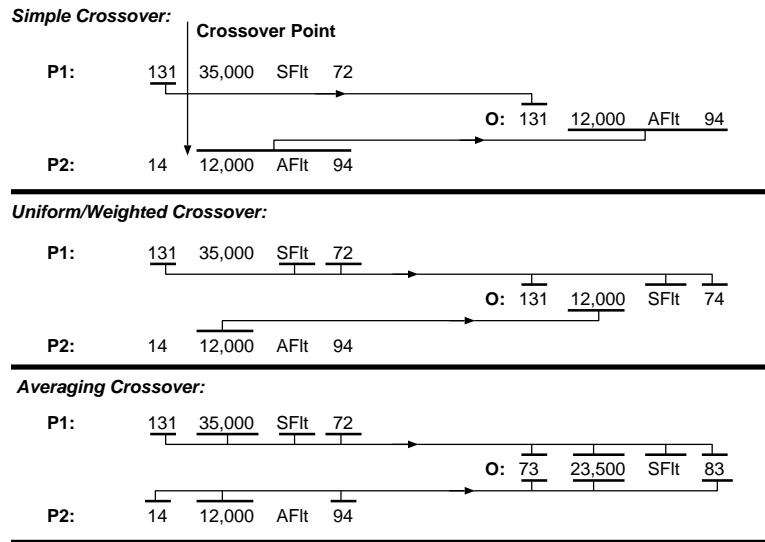 Simple Crossover:
Crossover Point
P1: 131 35,000 SFlt 72
O: 131 12,000 AFlt 94
P2: 14 12,000 AFlt 94
Uniform/Weighted Crossover:
P1: 131 35,000 SFlt 72
O: 131 12,000 SFlt 74
P2: 14 12,000 AFlt 94
Averaging Crossover:
P1: 131 35,000 SFlt 72
O: 73 23,500 SFlt 83
P2: 14 12,000 AFlt 94